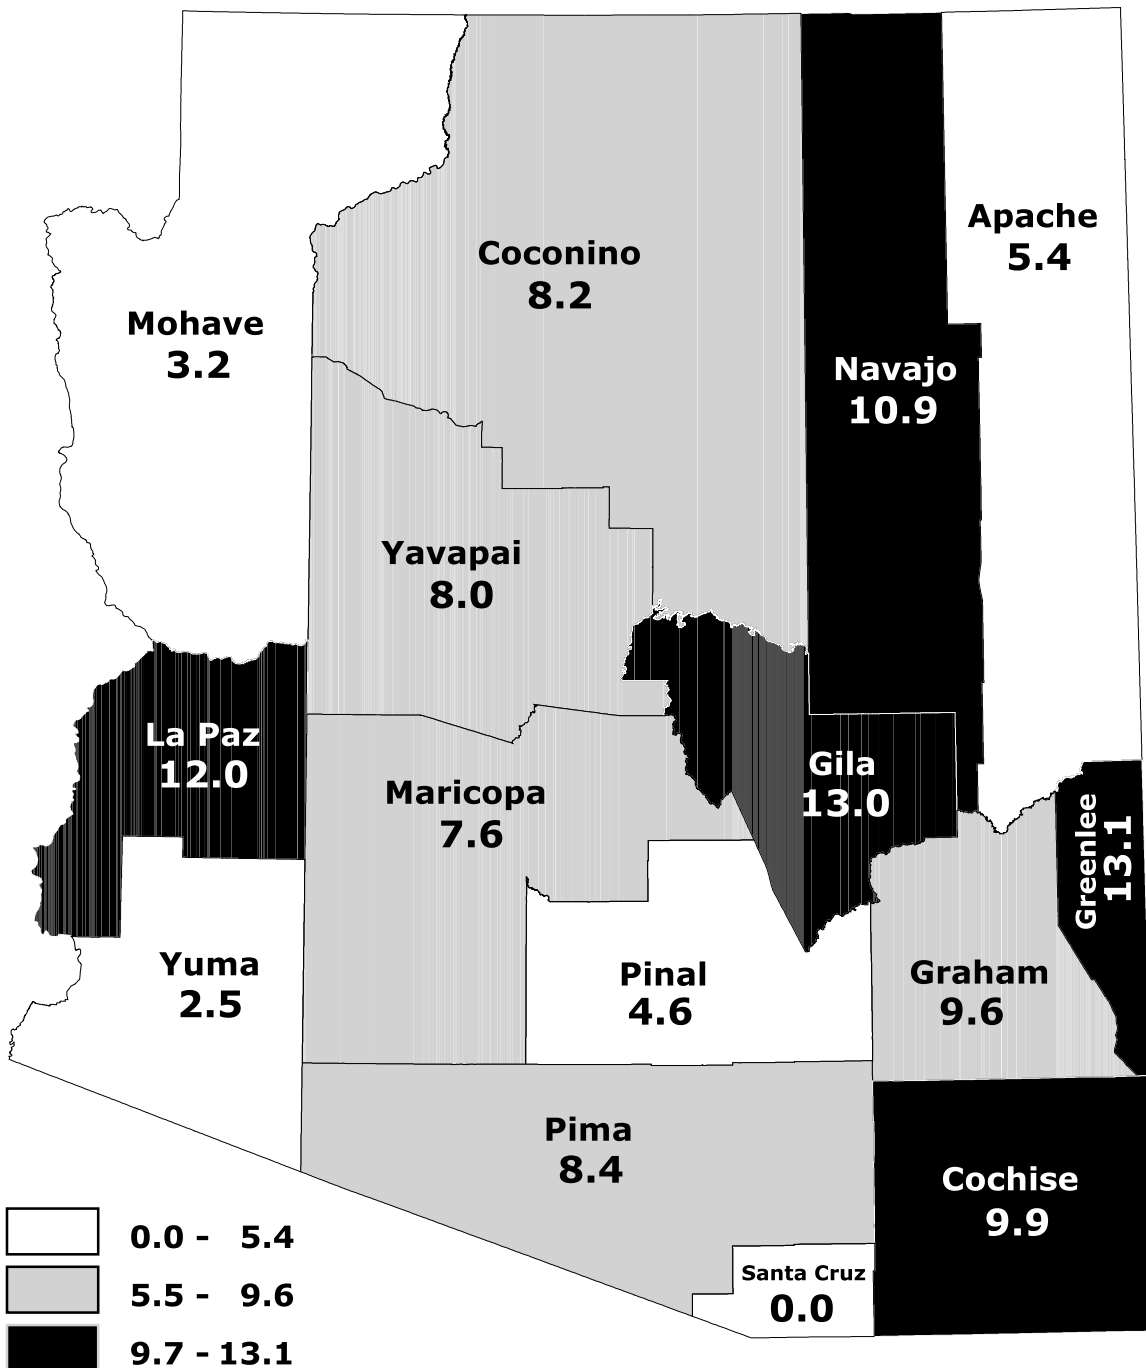 Apache
5.4
Coconino
8.2
Mohave
3.2
Navajo
10.9
Yavapai
8.0
La Paz
12.0
Gila
13.0
Maricopa
7.6
Greenlee
13.1
Yuma
2.5
Pinal
4.6
Graham
9.6
Pima
8.4
Cochise
9.9
Santa Cruz
0.0
0.0 - 5.4
5.5 - 9.6
9.7 - 13.1